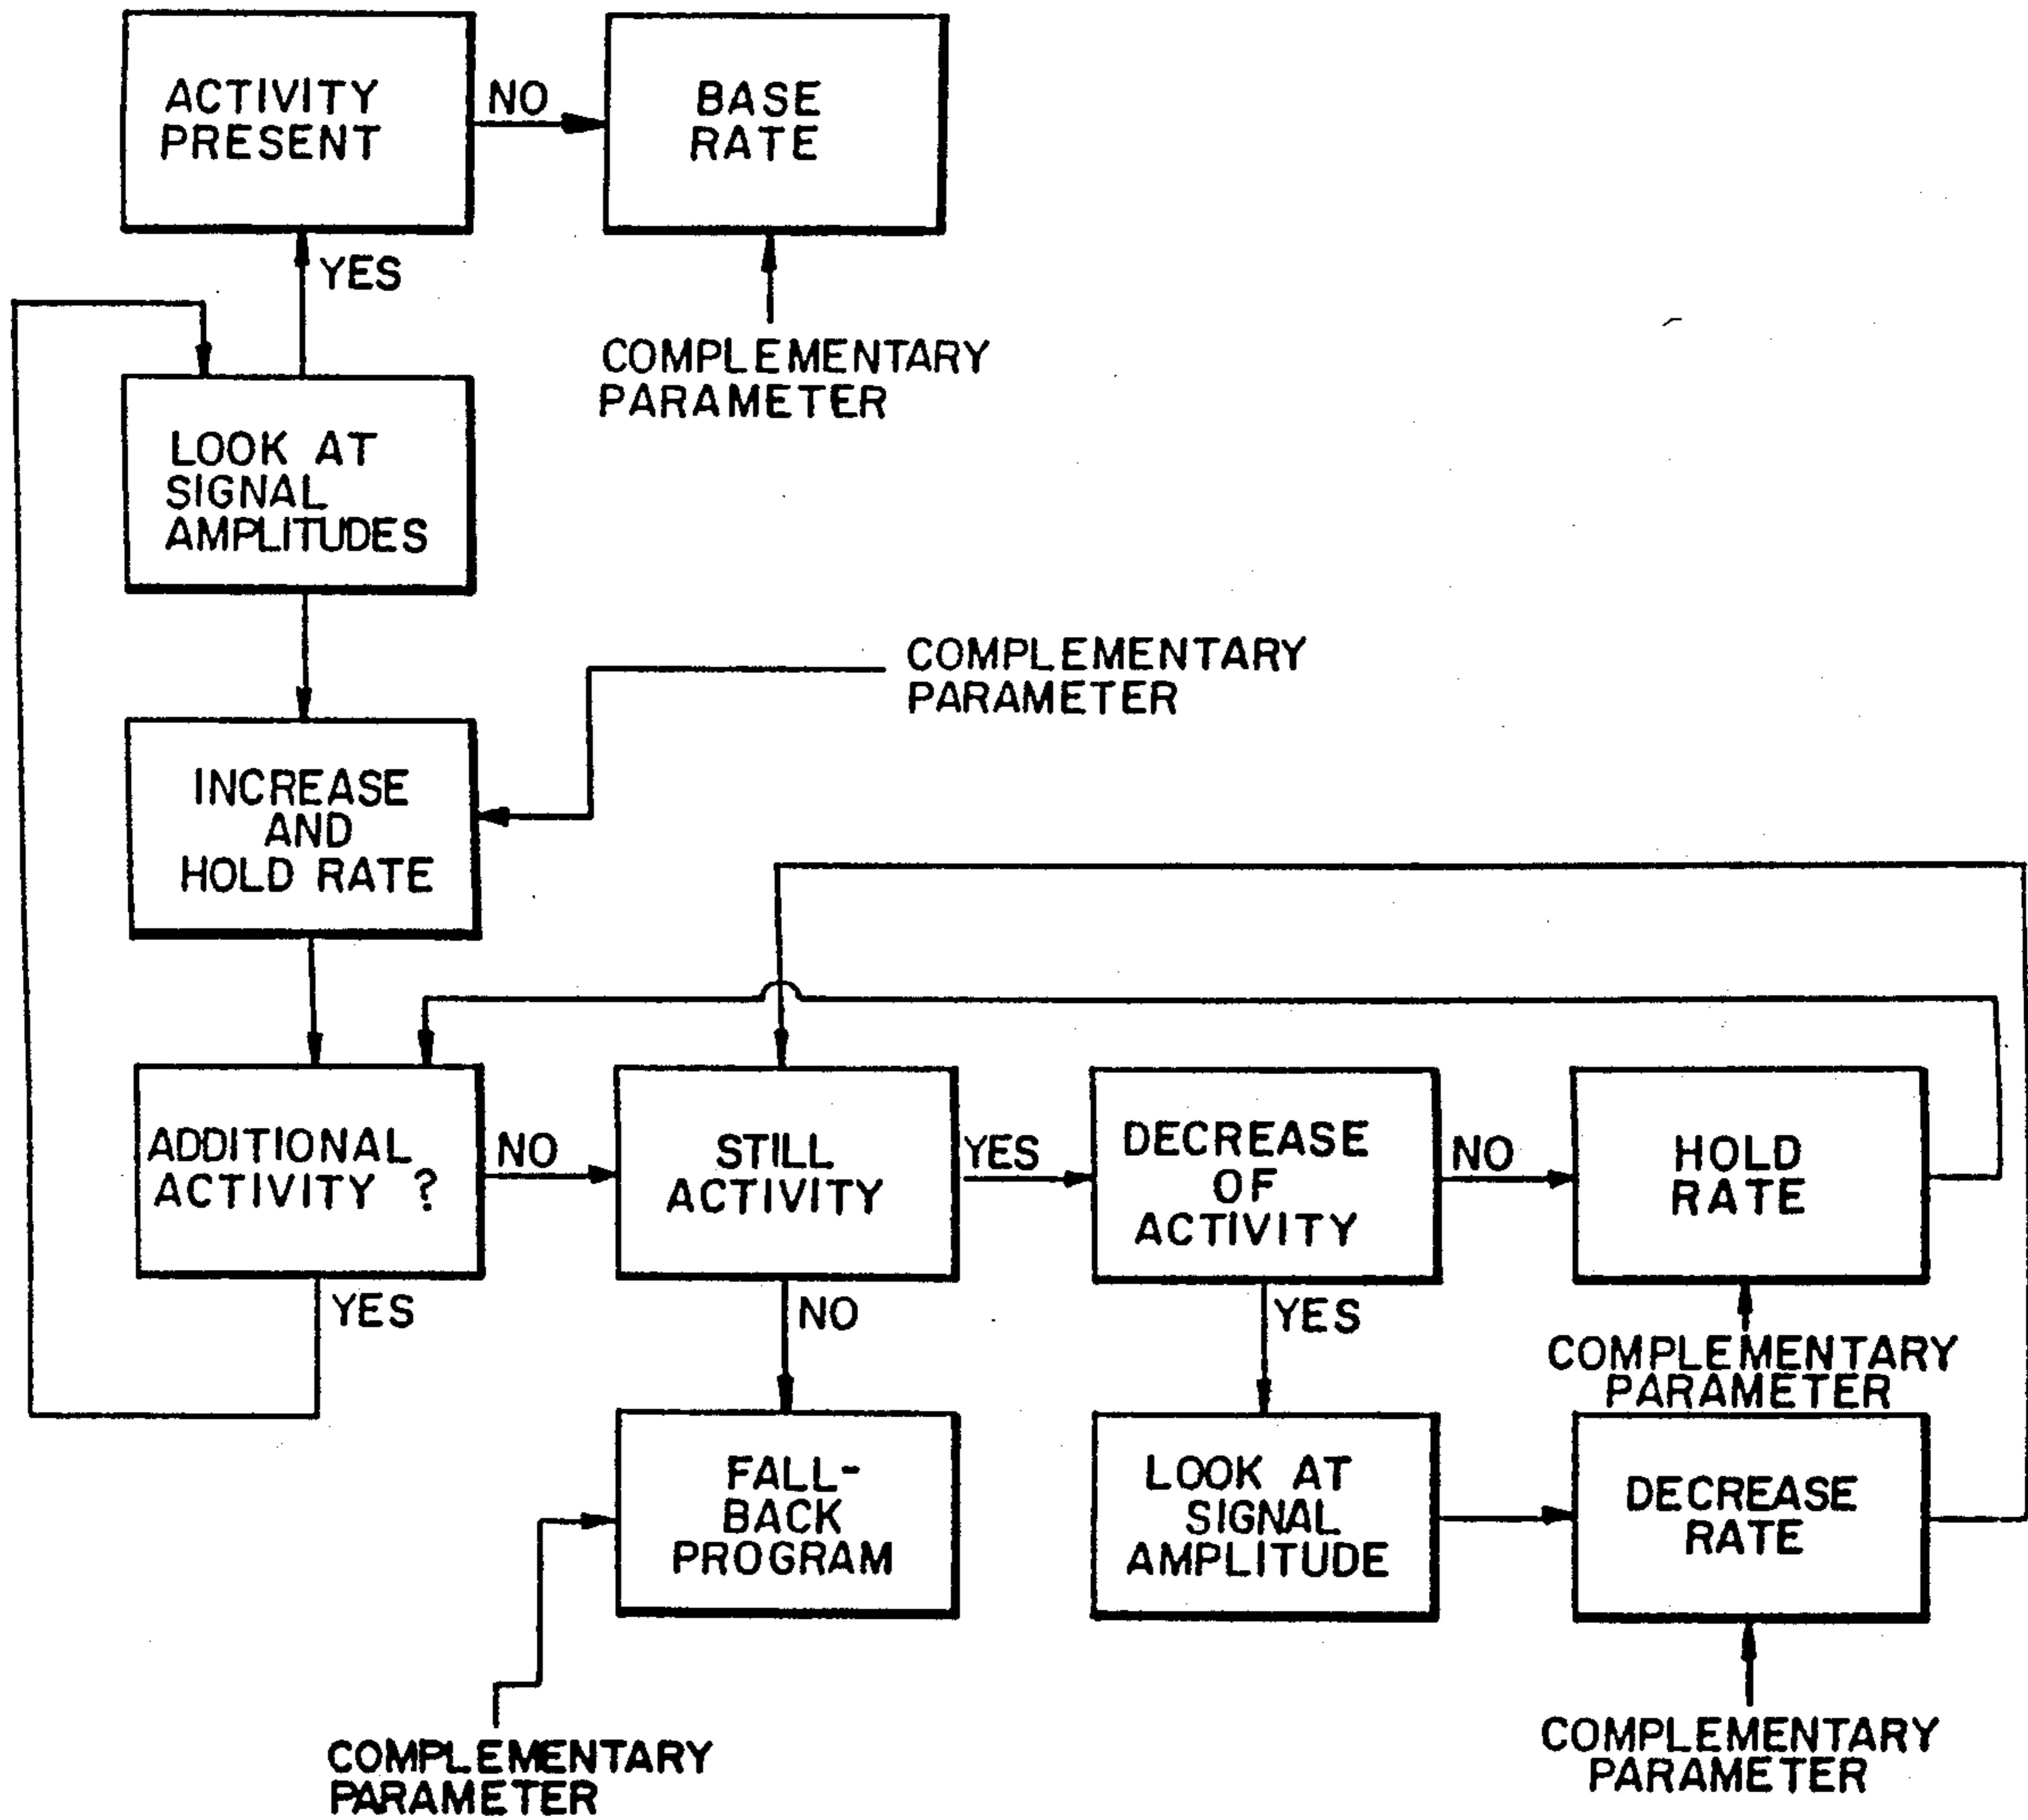 ACTIVITY
PRESENT
NO
BASE
RATE
YES
COMPLEMENTARY
PARAMETER
LOOK AT
SIGNAL
AMPLITUDES
COMPLEMENTARY
PARAMETER
INCREASE
AND
HOLD RATE
ADDITIONAL
ACTIVITY ?
NO
STILL
ACTIVITY
YES
DECREASE
OF
ACTIVITY
NO
HOLD
RATE
YES
NO
YES
COMPLEMENTARY
PARAMETER
FALL-
BACK
PROGRAM
LOOK AT
SIGNAL
AMPLITUDE
DECREASE
RATE
COMPLEMENTARY
PARAMETER
COMPLEMENTARY
PARAMETER